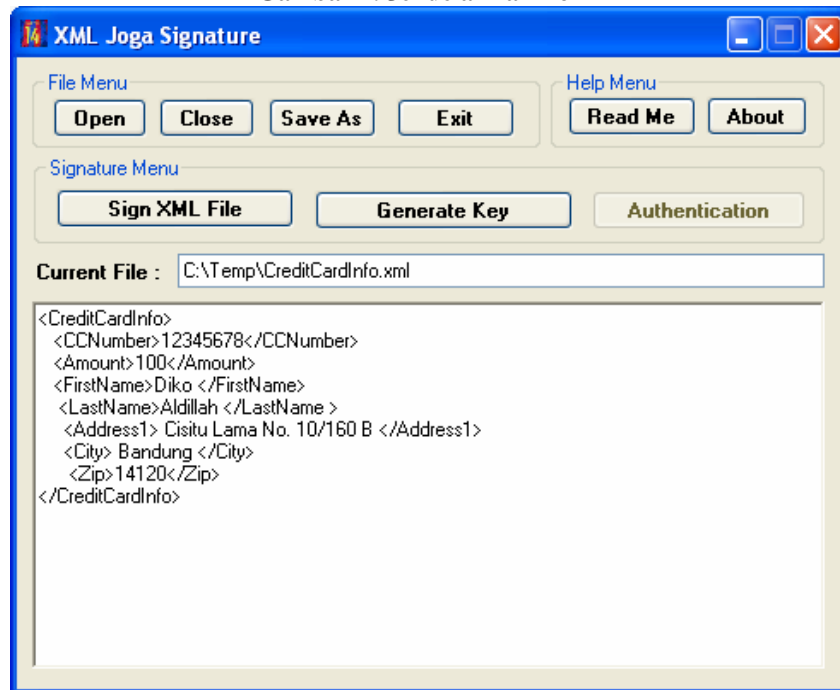 XML Joga Signature
File Menu
Open Close Save As Exit
Help Menu
Read Me About
Signature Menu
Sign XML File Generate Key Authentication
Current File : C:\Temp\CreditCardInfo.xml
<CreditCardInfo>
<CCNumber>12345678</CCNumber>
<Amount>100</Amount>
<FirstName>Diko </FirstName>
<LastName>Aldillah </LastName >
<Address1> Cisitu Lama No. 10/160 B </Address1>
<City> Bandung </City>
<Zip>14120</Zip>
</CreditCardInfo>